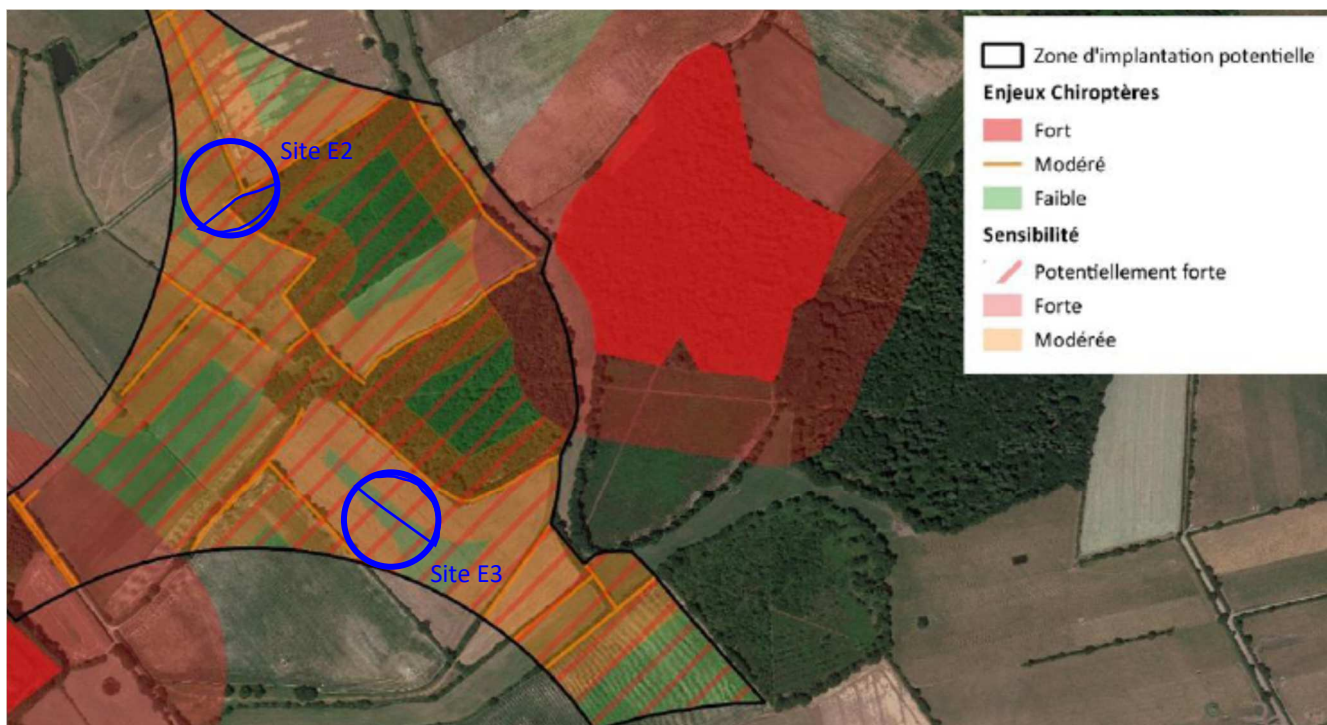 Site E2
Site E3
Zone d'implantation potentielle
Enjeux Chiroptères
Fort
Modéré
Faible
Sensibilité
Potentiellement forte
Forte
Modérée